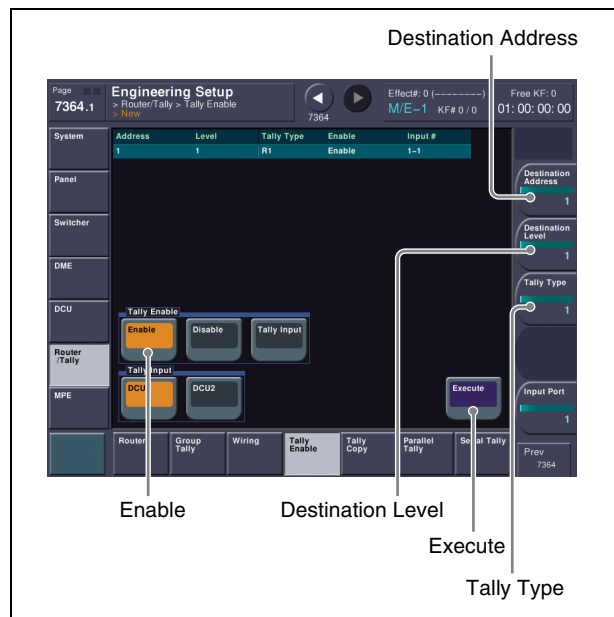 Destination Address
Page
7364.1
Engineering Setup
> Router/Tally > Tally Enable
> New
7364
Effect#: 0 (--------)
M/E-1 KF# 0 / 0
Free KF: 0
01: 00: 00: 00
System
Panel
Switcher
DME
DCU
Router
/Tally
MPE
Address Level Tally Type Enable Input #
1 1 R1 Enable 1-1
Destination
Address
1
Destination
Level
1
Tally Type
1
Input Port
1
Tally Enable
Enable Disable Tally Input
Tally Input
DCU DCU2
Execute
Router
Group
Tally
Wiring
Tally
Enable
Tally
Copy
Parallel
Tally
Serial Tally
Prev
7364
Enable
Destination Level
Execute
Tally Type